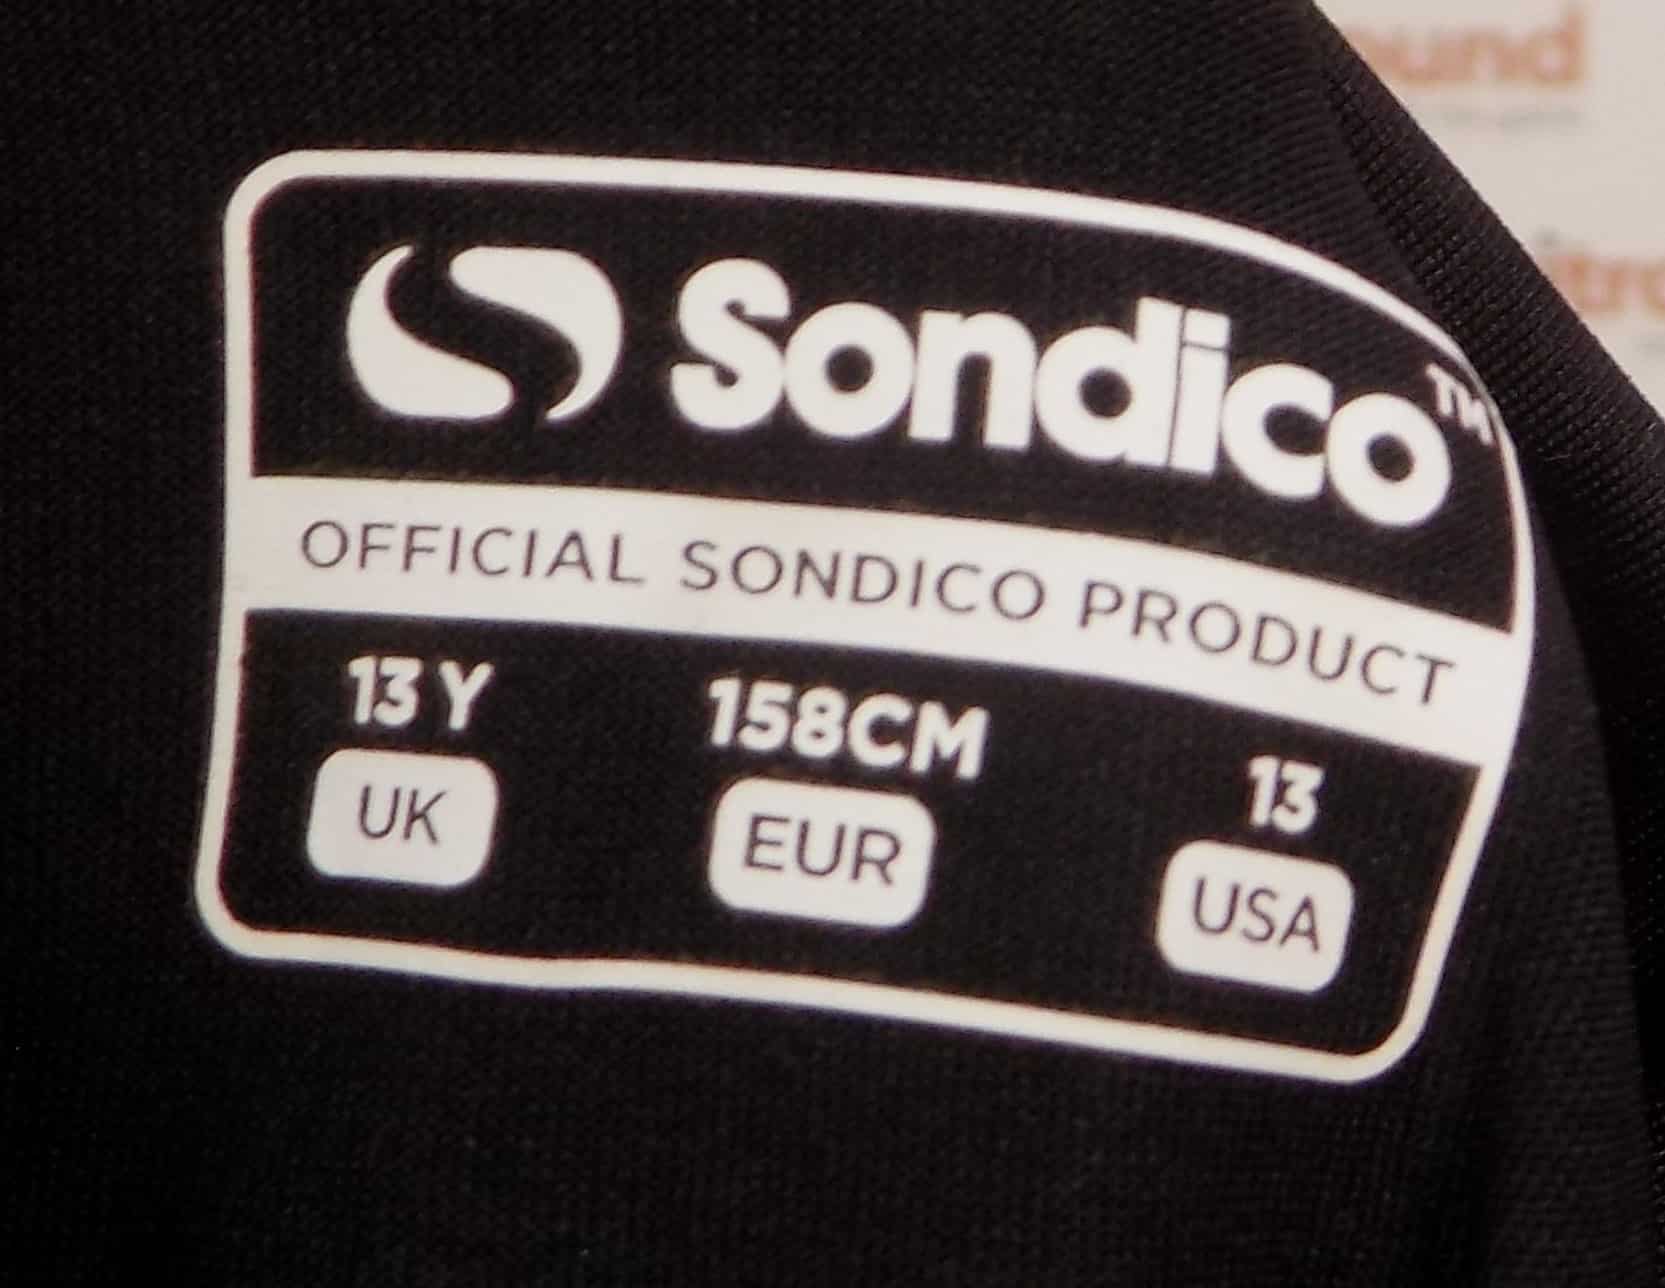 Sondico™
OFFICIAL SONDICO PRODUCT
13 Y 158CM 13
UK EUR USA